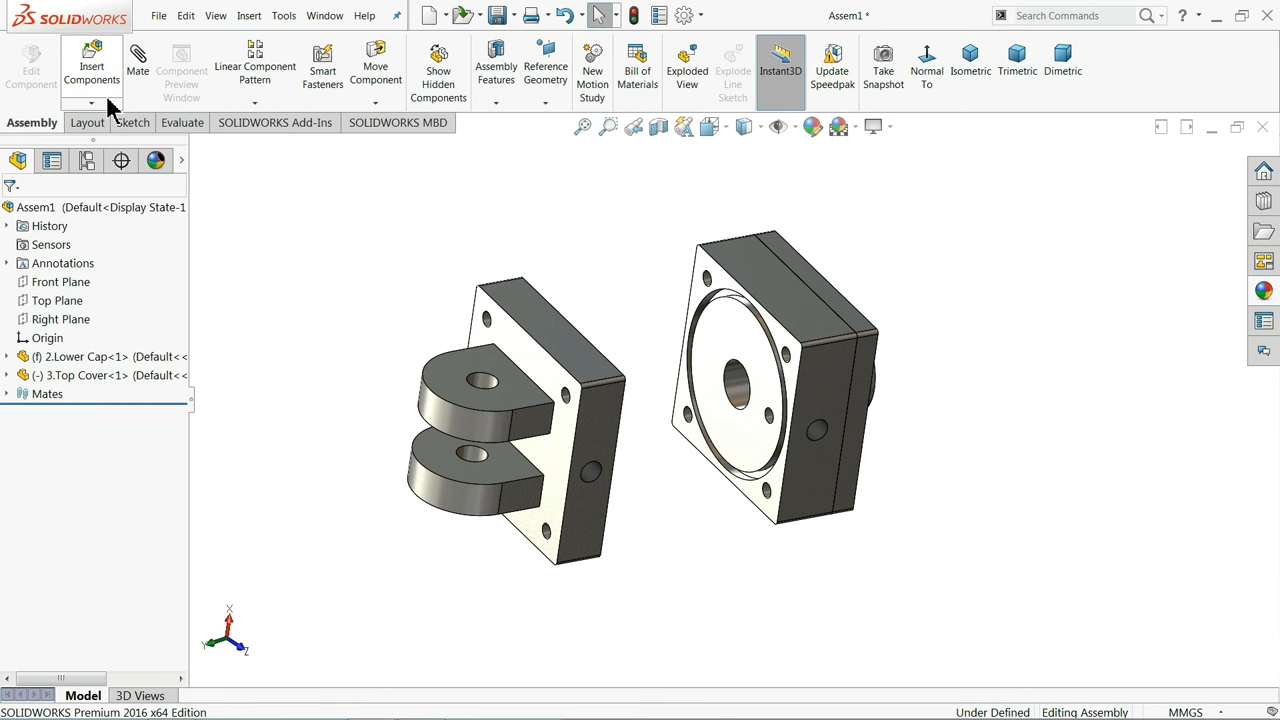 SOLIDWORKS File Edit View Insert Tools Window Help Assem1 * Search Commands ?
Edit Component
Insert Components
Mate
Component Preview Window
Linear Component Pattern
Smart Fasteners
Move Component
Show Hidden Components
Assembly Features
Reference Geometry
New Motion Study
Bill of Materials
Exploded View
Explode Line Sketch
Instant3D
Update Speedpak
Take Snapshot
Normal To
Isometric
Trimetric
Dimetric
Assembly Layout Sketch Evaluate SOLIDWORKS Add-Ins SOLIDWORKS MBD
Assem1 (Default<Display State-1
History
Sensors
Annotations
Front Plane
Top Plane
Right Plane
Origin
(f) 2.Lower Cap<1> (Default<<
(-) 3.Top Cover<1> (Default<<
Mates
X
Y
Z
Model 3D Views
SOLIDWORKS Premium 2016 x64 Edition Under Defined Editing Assembly MMGS